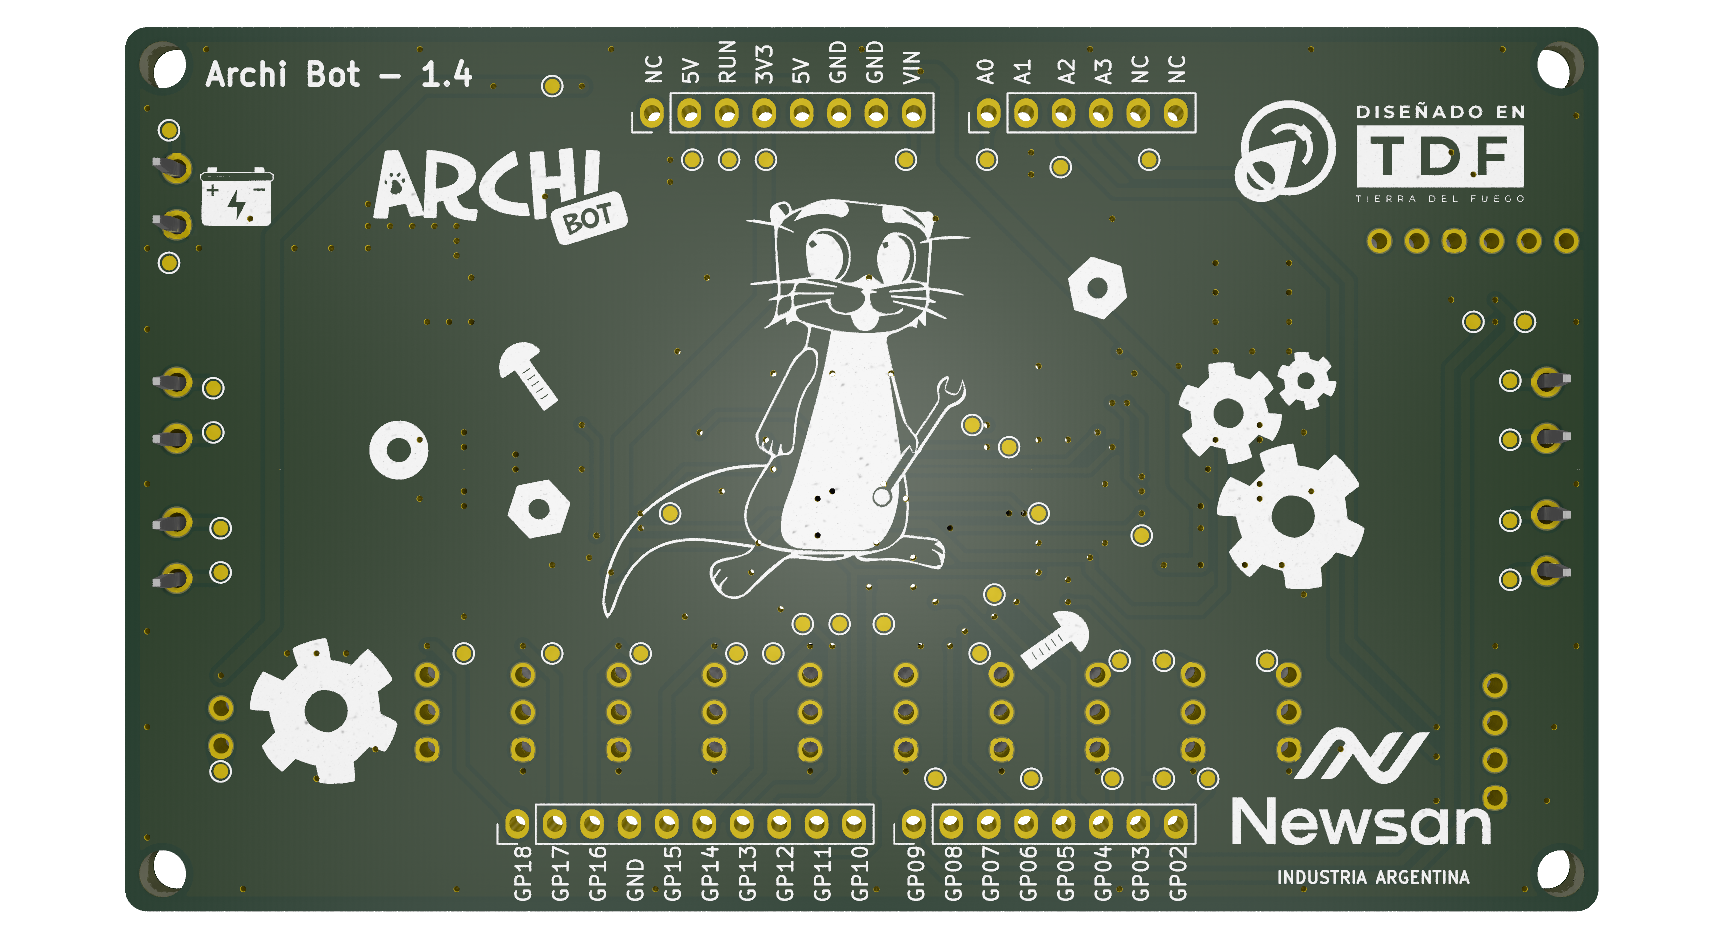 Archi Bot - 1.4
NC 5V RUN 3V3 5V GND GND VIN
A0 A1 A2 A3 NC NC
ARCHI
BOT
DISEÑADO EN
TDF
TIERRA DEL FUEGO
+ -
Newsan
INDUSTRIA ARGENTINA
GP18 GP17 GP16 GND GP15 GP14 GP13 GP12 GP11 GP10
GP09 GP08 GP07 GP06 GP05 GP04 GP03 GP02